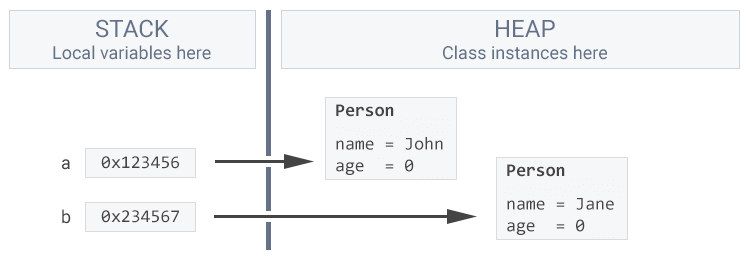 STACK
Local variables here
HEAP
Class instances here
Person
name = John
age = 0
a 0x123456
Person
name = Jane
age = 0
b 0x234567